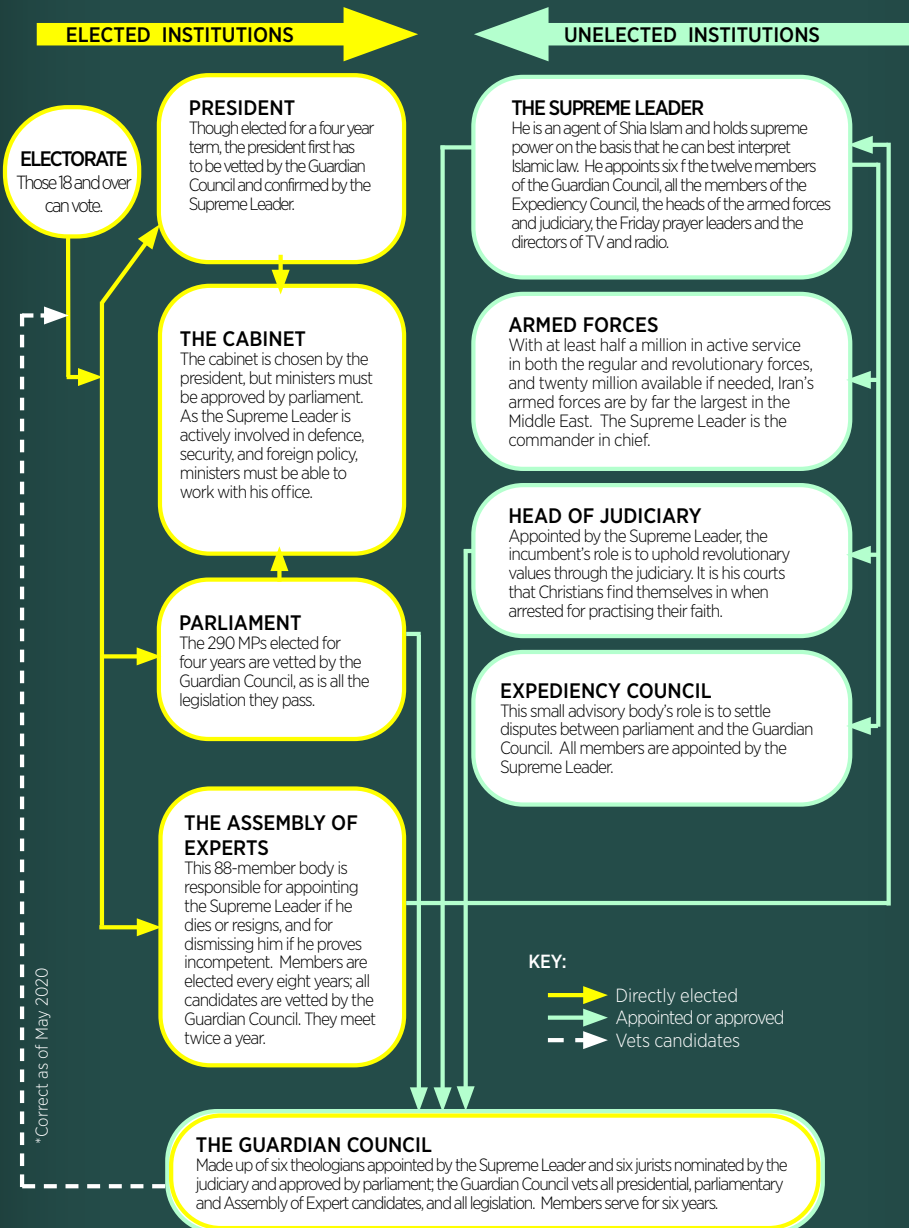 ELECTED INSTITUTIONS
UNELECTED INSTITUTIONS
ELECTORATE
Those 18 and over
can vote.
PRESIDENT
Though elected for a four year
term, the president first has
to be vetted by the Guardian
Council and confirmed by the
Supreme Leader.
THE CABINET
The cabinet is chosen by the
president, but ministers must
be approved by parliament.
As the Supreme Leader is
actively involved in defence,
security, and foreign policy,
ministers must be able to
work with his office.
PARLIAMENT
The 290 MPs elected for
four years are vetted by the
Guardian Council, as is all the
legislation they pass.
THE ASSEMBLY OF
EXPERTS
This 88-member body is
responsible for appointing
the Supreme Leader if he
dies or resigns, and for
dismissing him if he proves
incompetent. Members are
elected every eight years; all
candidates are vetted by the
Guardian Council. They meet
twice a year.
THE SUPREME LEADER
He is an agent of Shia Islam and holds supreme
power on the basis that he can best interpret
Islamic law. He appoints six f the twelve members
of the Guardian Council, all the members of the
Expediency Council, the heads of the armed forces
and judiciary, the Friday prayer leaders and the
directors of TV and radio.
ARMED FORCES
With at least half a million in active service
in both the regular and revolutionary forces,
and twenty million available if needed, Iran's
armed forces are by far the largest in the
Middle East. The Supreme Leader is the
commander in chief.
HEAD OF JUDICIARY
Appointed by the Supreme Leader, the
incumbent's role is to uphold revolutionary
values through the judiciary. It is his courts
that Christians find themselves in when
arrested for practising their faith.
EXPEDIENCY COUNCIL
This small advisory body's role is to settle
disputes between parliament and the Guardian
Council. All members are appointed by the
Supreme Leader.
KEY:
Directly elected
Appointed or approved
Vets candidates
*Correct as of May 2020
THE GUARDIAN COUNCIL
Made up of six theologians appointed by the Supreme Leader and six jurists nominated by the
judiciary and approved by parliament; the Guardian Council vets all presidential, parliamentary
and Assembly of Expert candidates, and all legislation. Members serve for six years.